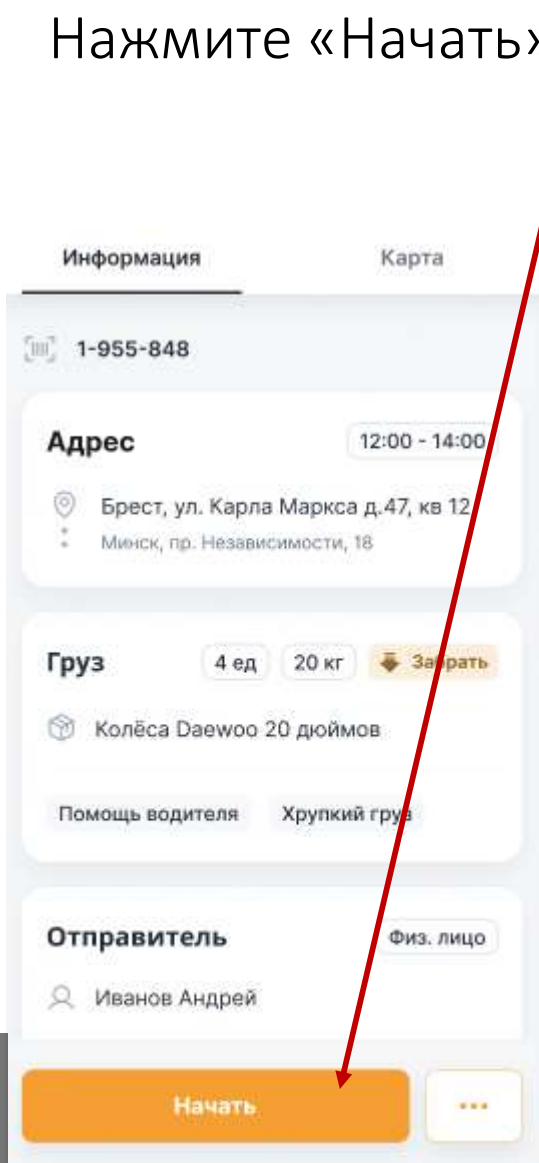 Нажмите «Начать»
Информация Карта
1-955-848
Адрес 12:00 - 14:00
Брест, ул. Карла Маркса д.47, кв 12
Минск, пр. Независимости, 18
Груз 4 ед 20 кг Забрать
Колёса Daewoo 20 дюймов
Помощь водителя Хрупкий груз
Отправитель Физ. лицо
Иванов Андрей
Начать